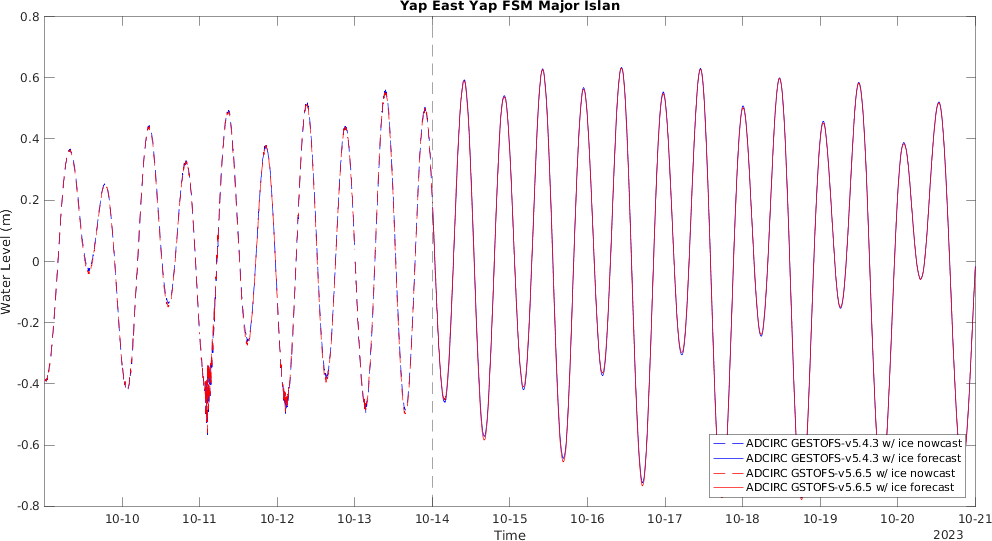 Yap East Yap FSM Major Islan
0.8
0.6
0.4
0.2
0
-0.2
-0.4
-0.6
-0.8
Water Level (m)
10-10 10-11 10-12 10-13 10-14 10-15 10-16 10-17 10-18 10-19 10-20 10-21
Time
2023
ADCIRC GESTOFS-v5.4.3 w/ ice nowcast
ADCIRC GESTOFS-v5.4.3 w/ ice forecast
ADCIRC GSTOFS-v5.6.5 w/ ice nowcast
ADCIRC GSTOFS-v5.6.5 w/ ice forecast